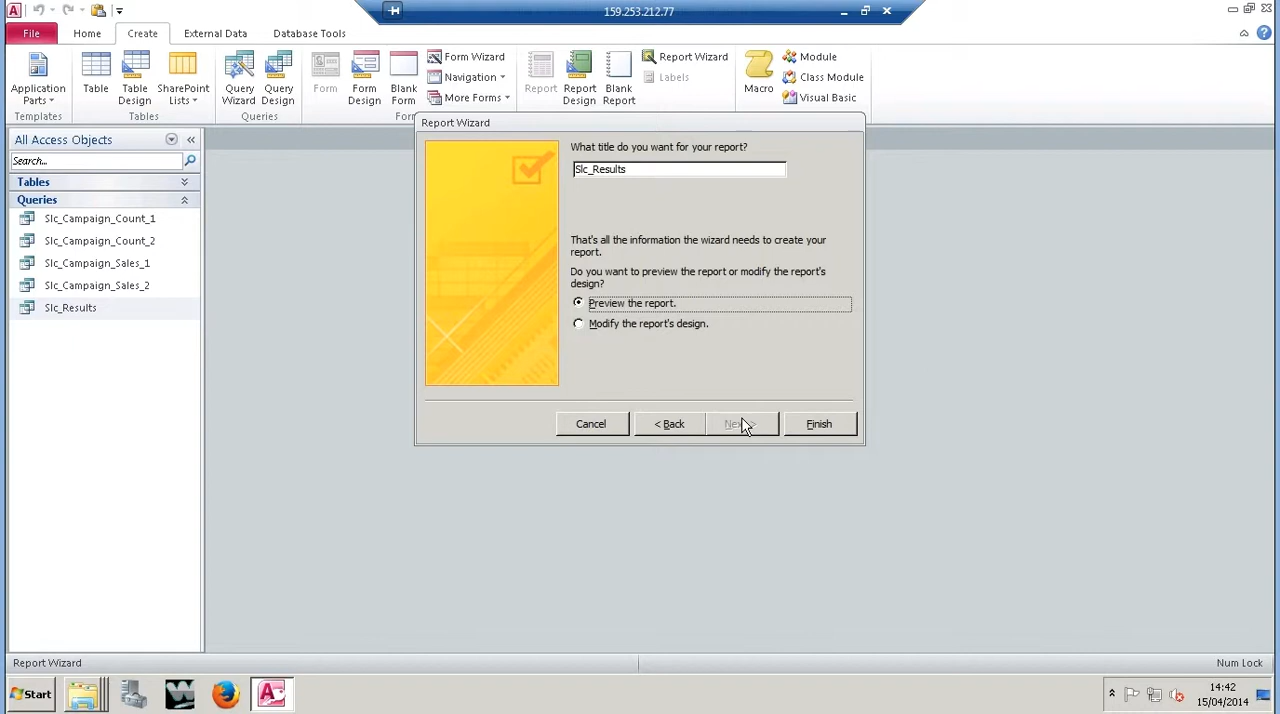 159.253.212.77
File Home Create External Data Database Tools
Application Parts Table Table Design SharePoint Lists Query Wizard Query Design Form Form Design Blank Form Form Wizard Navigation More Forms Report Report Design Blank Report Report Wizard Labels Macro Module Class Module Visual Basic
Templates Tables Queries
Report Wizard
All Access Objects
Search...
Tables
Queries
Slc_Campaign_Count_1
Slc_Campaign_Count_2
Slc_Campaign_Sales_1
Slc_Campaign_Sales_2
Slc_Results
What title do you want for your report?
Slc_Results
That's all the information the wizard needs to create your
report.
Do you want to preview the report or modify the report's
design?
Preview the report.
Modify the report's design.
Cancel < Back Finish
Report Wizard Num Lock
Start 14:42
15/04/2014